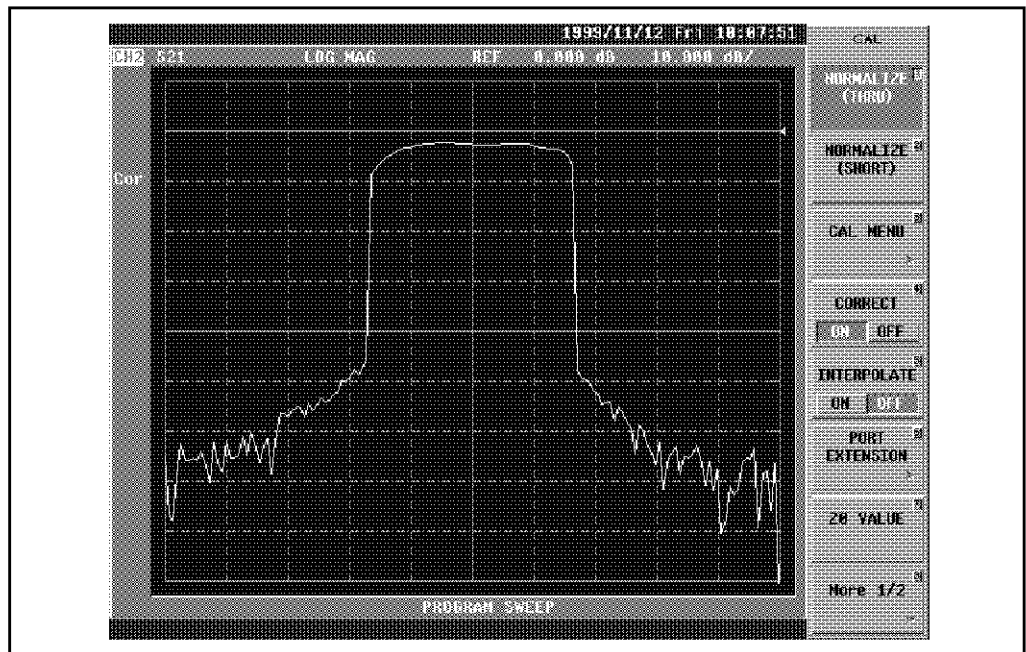 1999/11/12 Fri 10:07:51
CH2 S21 LOG MAG REF 0.000 dB 10.000 dB/
Cor
PROGRAM SWEEP
CAL
NORMALIZE
(THRU)
NORMALIZE
(SHORT)
CAL MENU
CORRECT
ON OFF
INTERPOLATE
ON OFF
PORT
EXTENSION
Z0 VALUE
More 1/2